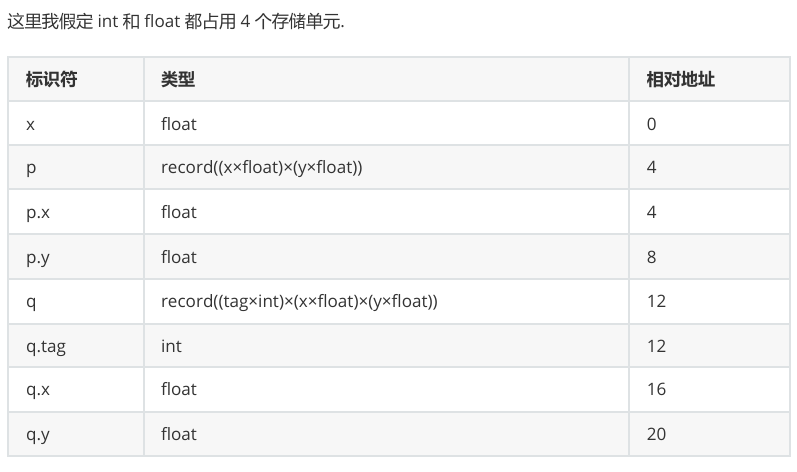 这里我假定 int 和 float 都占用 4 个存储单元.
标识符 类型 相对地址
x float 0
p record((x×float)×(y×float)) 4
p.x float 4
p.y float 8
q record((tag×int)×(x×float)×(y×float)) 12
q.tag int 12
q.x float 16
q.y float 20